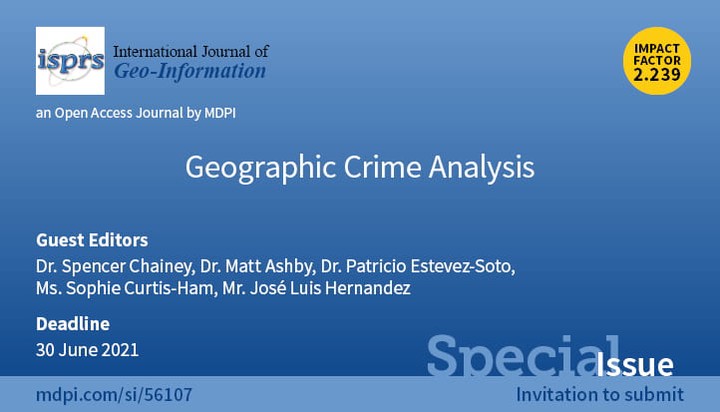 isprs
International Journal of
Geo-Information
IMPACT
FACTOR
2.239
an Open Access Journal by MDPI
Geographic Crime Analysis
Guest Editors
Dr. Spencer Chainey, Dr. Matt Ashby, Dr. Patricio Estevez-Soto,
Ms. Sophie Curtis-Ham, Mr. José Luis Hernandez
Deadline
30 June 2021
Special
Issue
mdpi.com/si/56107
Invitation to submit